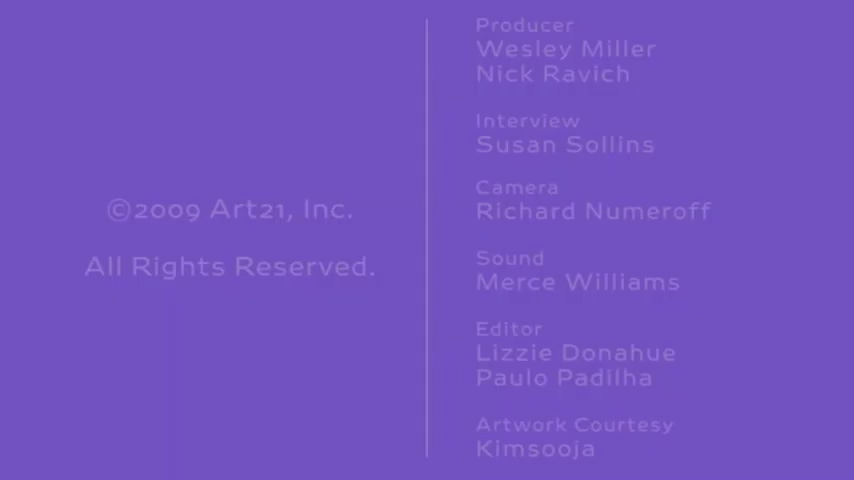 ©2009 Art21, Inc.
All Rights Reserved.
Producer
Wesley Miller
Nick Ravich
Interview
Susan Sollins
Camera
Richard Numeroff
Sound
Merce Williams
Editor
Lizzie Donahue
Paulo Padilha
Artwork Courtesy
Kimsooja